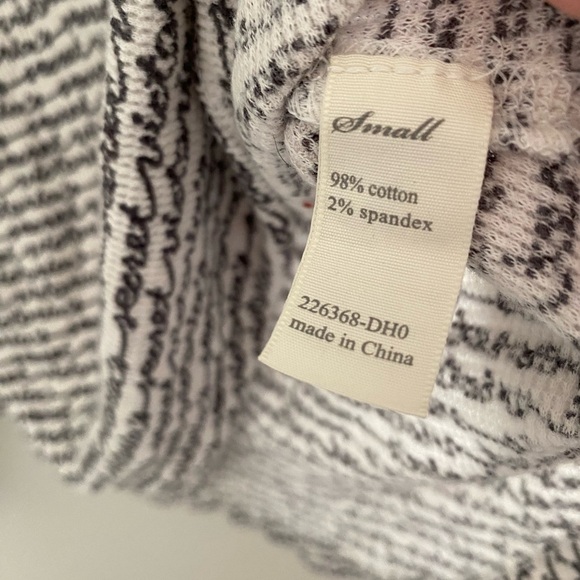 Small
98% cotton
2% spandex
226368-DH0
made in China